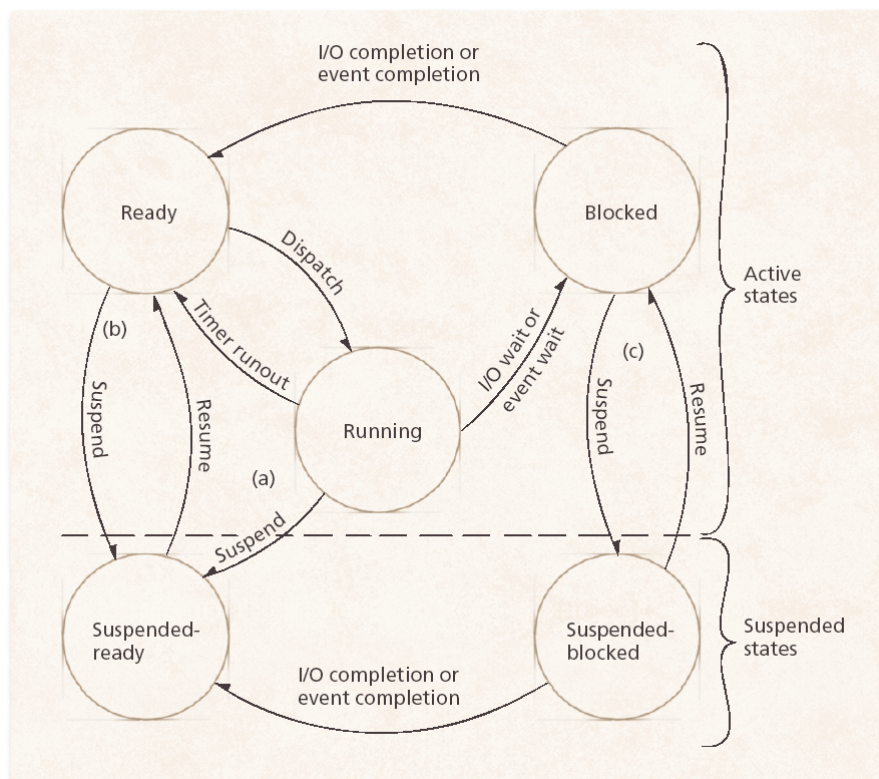 I/O completion or
event completion
Ready
Blocked
Dispatch
Active
states
Timer runout
(b)
I/O wait or
event wait
(c)
Suspend
Resume
Running
Suspend
Resume
(a)
Suspend
Suspended-
ready
Suspended-
blocked
Suspended
states
I/O completion or
event completion